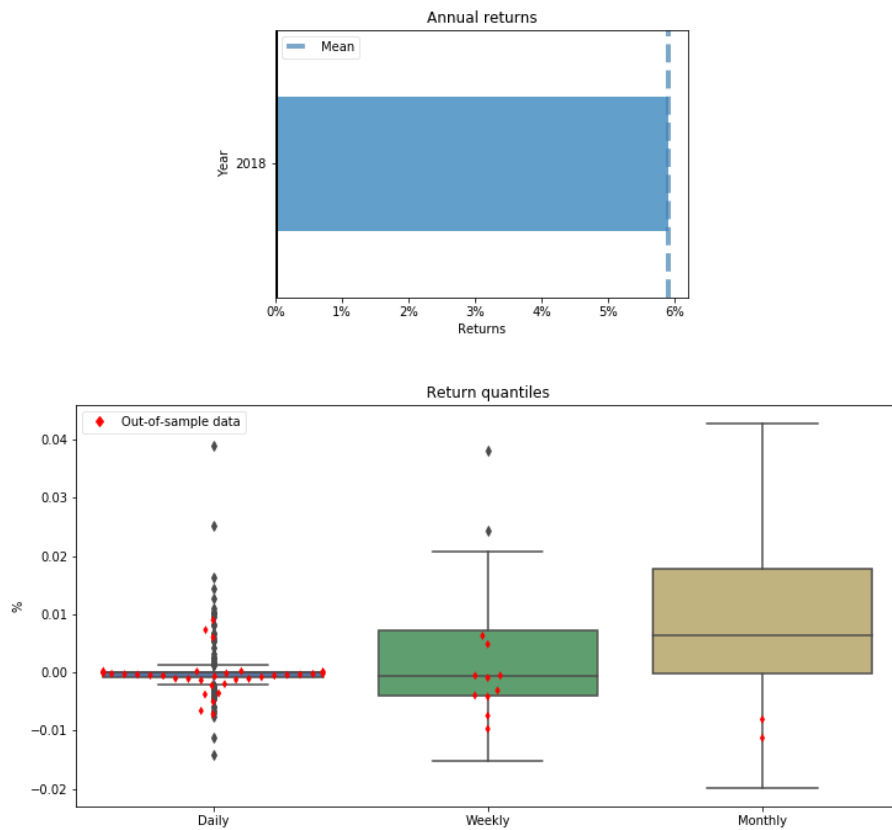 Annual returns
Mean
Year
2018
0%
1%
2%
3%
4%
5%
6%
Returns
Return quantiles
Out-of-sample data
0.04
0.03
0.02
0.01
0.00
−0.01
−0.02
%
Daily
Weekly
Monthly